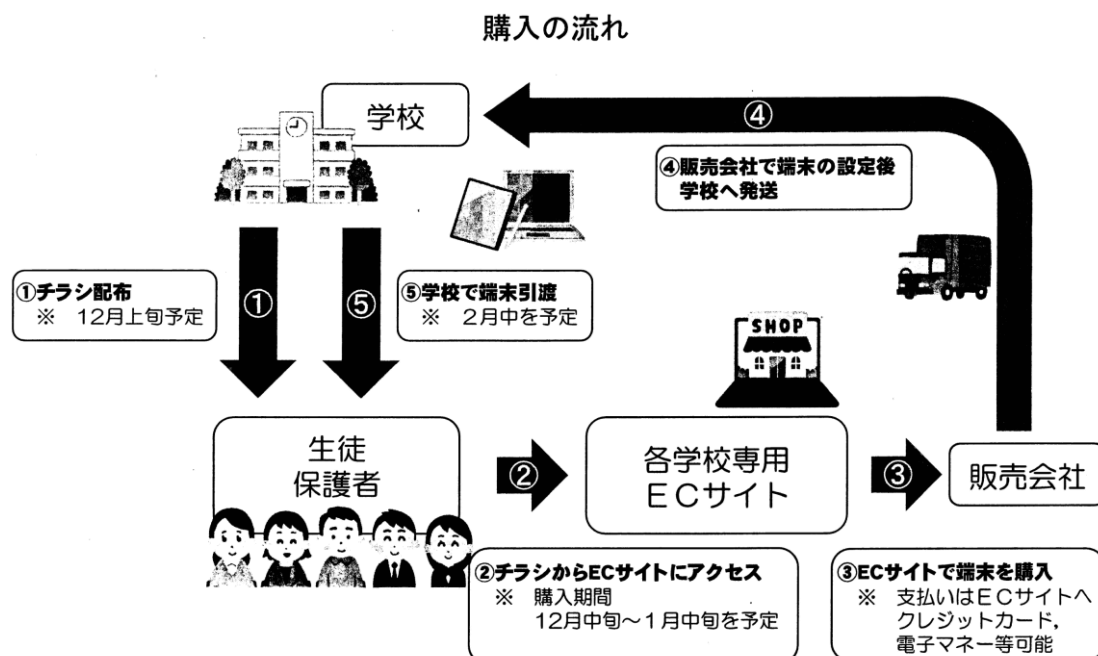 購入の流れ
学校
④
④販売会社で端末の設定後
学校へ発送
①チラシ配布
※ 12月上旬予定
①
⑤
⑤学校で端末引渡
※ 2月中を予定
SHOP
生徒
保護者
②
各学校専用
ECサイト
③
販売会社
②チラシからECサイトにアクセス
※ 購入期間
12月中旬～1月中旬を予定
③ECサイトで端末を購入
※ 支払いはECサイトへ
クレジットカード，
電子マネー等可能